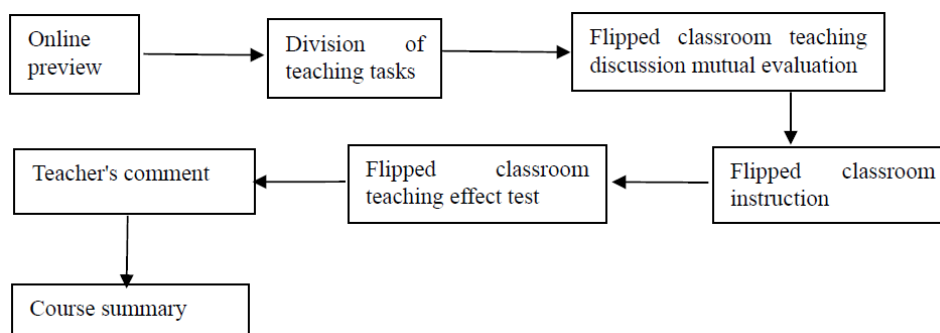 Online
preview
Division of
teaching tasks
Flipped classroom teaching
discussion mutual evaluation
Flipped classroom
instruction
Flipped classroom
teaching effect test
Teacher's comment
Course summary